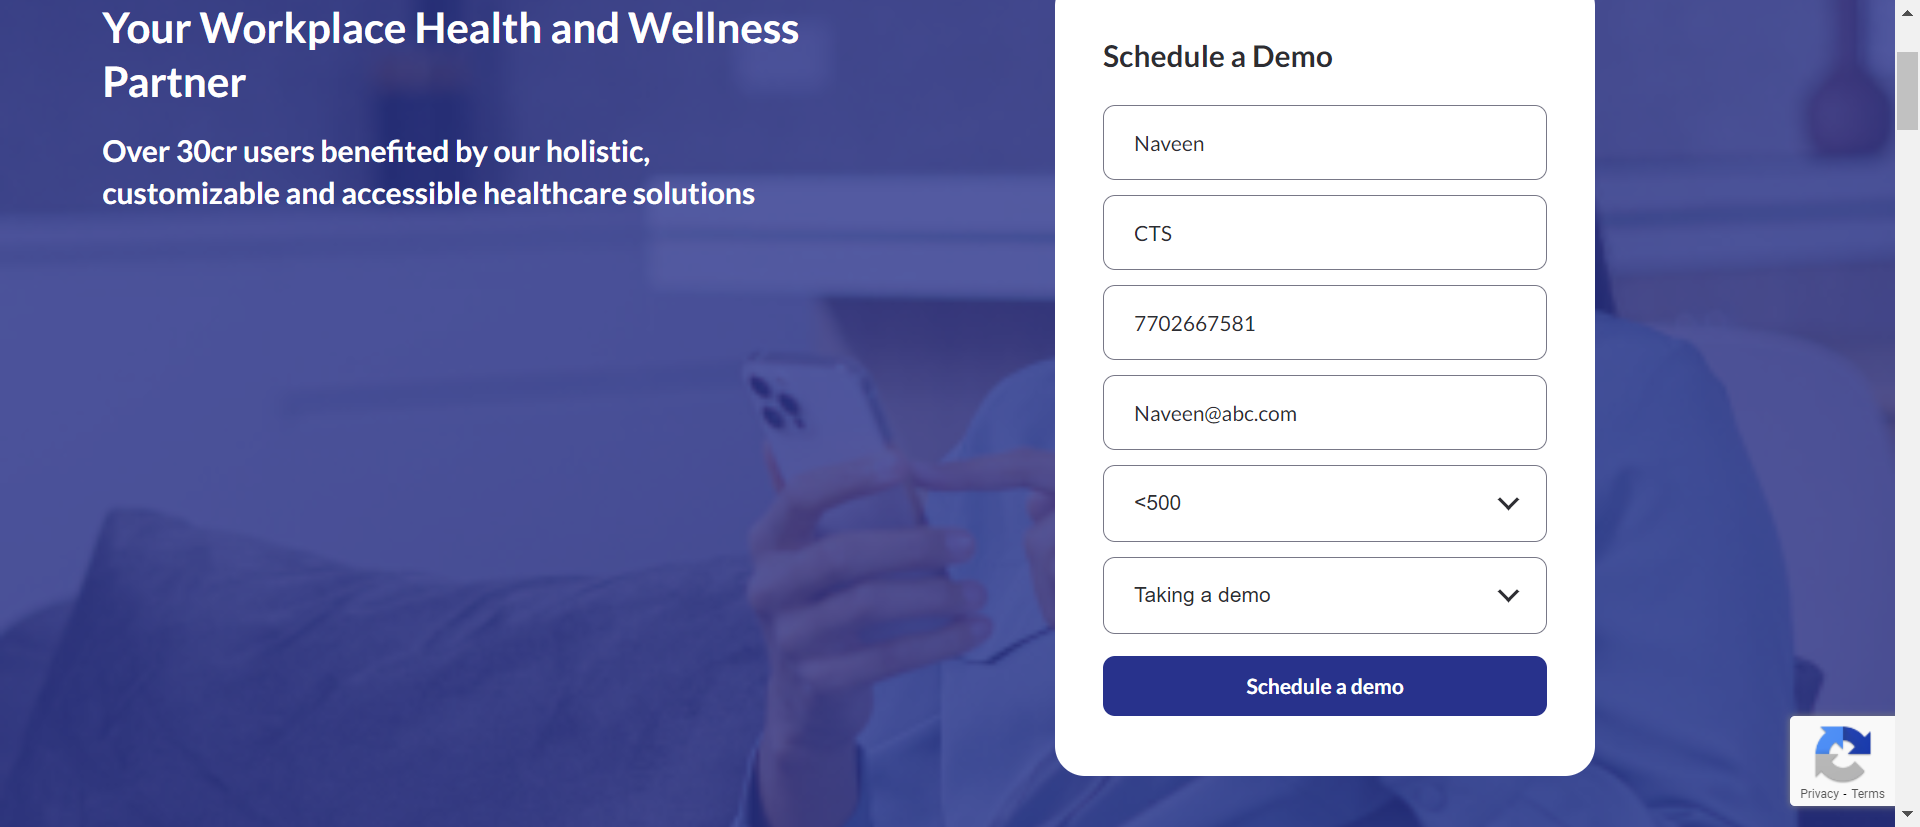 Your Workplace Health and Wellness
Partner
Over 30cr users benefited by our holistic,
customizable and accessible healthcare solutions
Schedule a Demo
Naveen
CTS
7702667581
Naveen@abc.com
<500
Taking a demo
Schedule a demo
Privacy - Terms